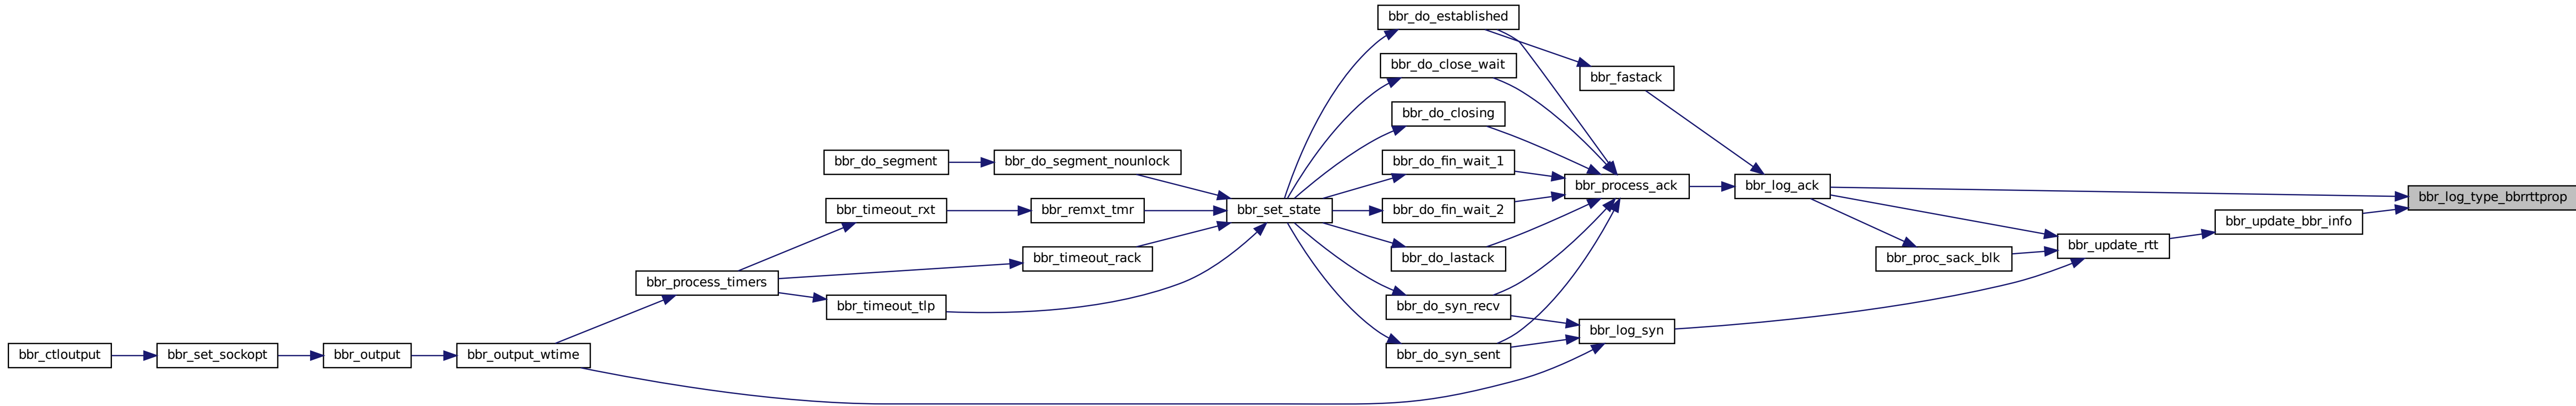 bbr_do_established
bbr_do_close_wait
bbr_fastack
bbr_do_closing
bbr_do_segment
bbr_do_segment_nounlock
bbr_do_fin_wait_1
bbr_process_ack
bbr_log_ack
bbr_log_type_bbrrttprop
bbr_timeout_rxt
bbr_remxt_tmr
bbr_set_state
bbr_do_fin_wait_2
bbr_update_bbr_info
bbr_update_rtt
bbr_timeout_rack
bbr_do_lastack
bbr_proc_sack_blk
bbr_process_timers
bbr_timeout_tlp
bbr_do_syn_recv
bbr_log_syn
bbr_ctloutput
bbr_set_sockopt
bbr_output
bbr_output_wtime
bbr_do_syn_sent